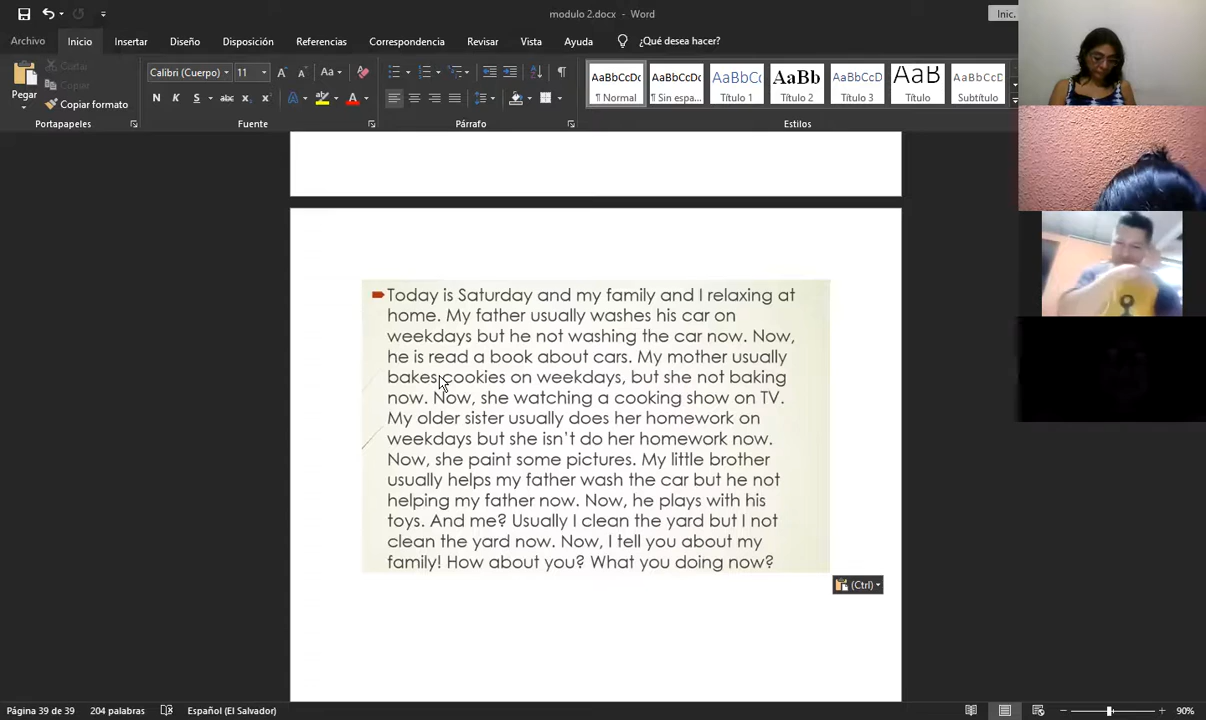 modulo 2.docx - Word
Inic.
Archivo Inicio Insertar Diseño Disposición Referencias Correspondencia Revisar Vista Ayuda ¿Qué desea hacer?
Pegar
Cortar
Copiar
Copiar formato
Calibri (Cuerpo) 11
N K S abc x₂ x²
Aa
AaBbCcDc AaBbCcDc AaBbC AaBb AaBbCcD AaB AaBbCcD
¶ Normal ¶ Sin espa... Título 1 Título 2 Título 3 Título Subtítulo
Portapapeles Fuente Párrafo Estilos
Today is Saturday and my family and I relaxing at
home. My father usually washes his car on
weekdays but he not washing the car now. Now,
he is read a book about cars. My mother usually
bakes cookies on weekdays, but she not baking
now. Now, she watching a cooking show on TV.
My older sister usually does her homework on
weekdays but she isn't do her homework now.
Now, she paint some pictures. My little brother
usually helps my father wash the car but he not
helping my father now. Now, he plays with his
toys. And me? Usually I clean the yard but I not
clean the yard now. Now, I tell you about my
family! How about you? What you doing now?
(Ctrl)
Página 39 de 39 204 palabras Español (El Salvador) 90%